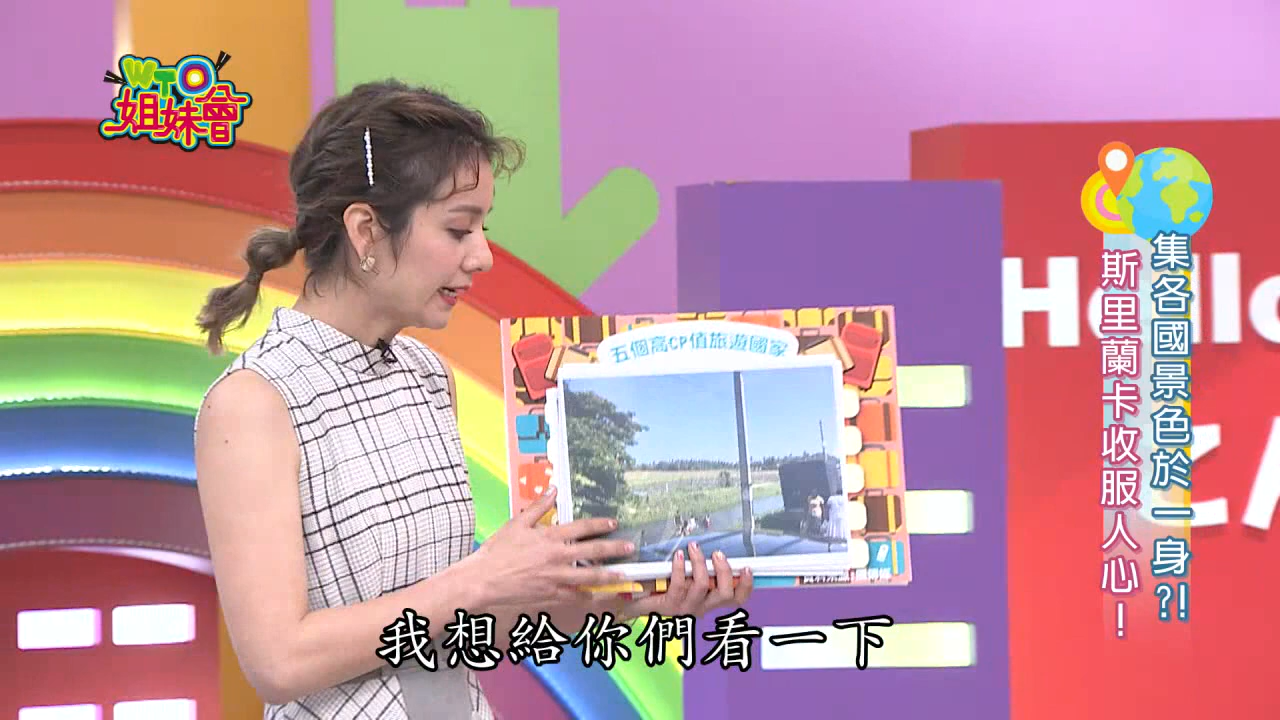 WTO
姐妹會
集各國景色於一身?!
斯里蘭卡收服人心!
五個高CP值旅遊國家
我想給你們看一下